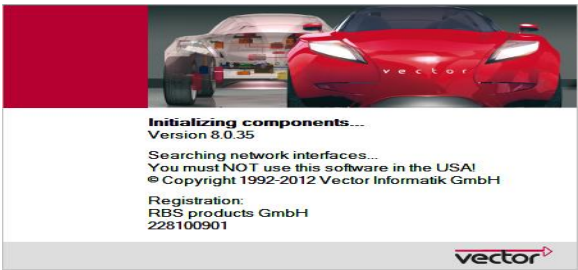 vector
Initializing components...
Version 8.0.35
Searching network interfaces...
You must NOT use this software in the USA!
© Copyright 1992-2012 Vector Informatik GmbH
Registration:
RBS products GmbH
228100901
vector